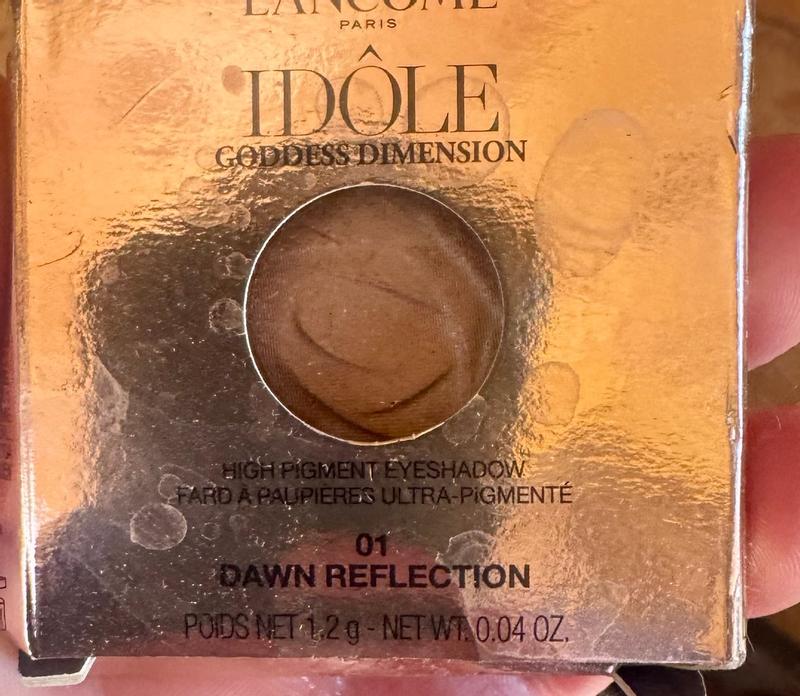 LANCÔME
PARIS
IDÔLE
GODDESS DIMENSION
HIGH PIGMENT EYESHADOW
FARD À PAUPIÈRES ULTRA-PIGMENTÉ
01
DAWN REFLECTION
POIDS NET 1.2 g - NET WT. 0.04 OZ.